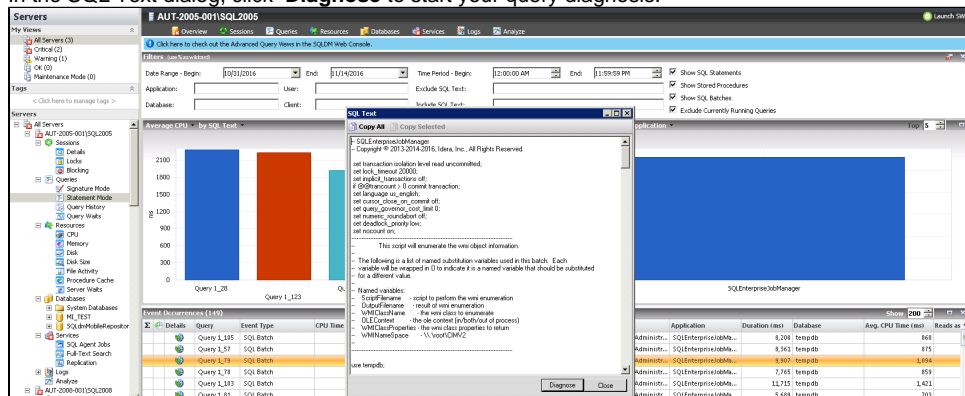 In the SQL Text dialog, click "Diagnose" to start your query diagnosis.
Servers
AUT-2005-001\SQL2005
Launch SW
My Views
All Servers (3)
Critical (2)
Warning (1)
OK (0)
Maintenance Mode (0)
Tags
< Click here to manage tags >
Servers
All Servers
AUT-2005-001\SQL2005
Sessions
Details
Locks
Blocking
Queries
Signature Mode
Statement Mode
Query History
Query Waits
Resources
CPU
Memory
Disk
Disk Size
File Activity
Procedure Cache
Server Waits
Databases
System Databases
MJ_TEST
SQLdmMobileRepositor
Services
SQL Agent Jobs
Full-Text Search
Replication
Logs
Analyze
AUT-2008-001\SQL2008
Overview Sessions Queries Resources Databases Services Logs Analyze
Click here to check out the Advanced Query Views in the SQLDM Web Console.
Filters (use % as wildcard)
Date Range - Begin: 10/31/2016 End: 11/14/2016 Time Period - Begin: 12:00:00 AM End: 11:59:59 PM Show SQL Statements
Application: User: Exclude SQL Text: Show Stored Procedures
Show SQL Batches
Database: Client: Include SQL Text: Exclude Currently Running Queries
Average CPU by SQL Text
pplication
Top 5
2100
1800
1500
1200
900
600
300
0
ms
Query 1_28
Query 1_123
SQLEnterpriseJobManager
SQL Text
Copy All Copy Selected
-- SQLEnterpriseJobManager
-- Copyright © 2013-2014-2016, Idera, Inc., All Rights Reserved.
set transaction isolation level read uncommitted;
set lock_timeout 20000;
set implicit_transactions off;
if @@trancount > 0 commit transaction;
set language us_english;
set cursor_close_on_commit off;
set query_governor_cost_limit 0;
set numeric_roundabort off;
set deadlock_priority low;
set nocount on;
-- This script will enumerate the wmi object information.
-- The following is a list of named substitution variables used in this batch. Each
-- variable will be wrapped in {} to indicate it is a named variable that should be substituted
-- for a different value.
-- Named variables:
-- ScriptFilename - script to perform the wmi enumeration
-- OutputFilename - result of wmi enumeration
-- WMIClassName - the wmi class to enumerate
-- OLEContext - the ole context (in/both/out of process)
-- WMIClassProperties - the wmi class properties to return
-- WMINameSpace - \\.\root\CIMV2
use tempdb;
Diagnose Close
Event Occurrences (149)
Show 200
Σ Details Query Event Type CPU Time Application Duration (ms) Database Avg. CPU Time (ms) Reads as
Query 1_105 SQL Batch Administr... SQLEnterpriseJobMa... 8,208 tempdb 860
Query 1_57 SQL Batch Administr... SQLEnterpriseJobMa... 8,361 tempdb 875
Query 1_79 SQL Batch Administr... SQLEnterpriseJobMa... 9,907 tempdb 1,094
Query 1_78 SQL Batch Administr... SQLEnterpriseJobMa... 7,765 tempdb 859
Query 1_103 SQL Batch Administr... SQLEnterpriseJobMa... 11,715 tempdb 1,421
Query 1_81 SQL Batch Administr... SQLEnterpriseJobMa... 5,689 tempdb 703